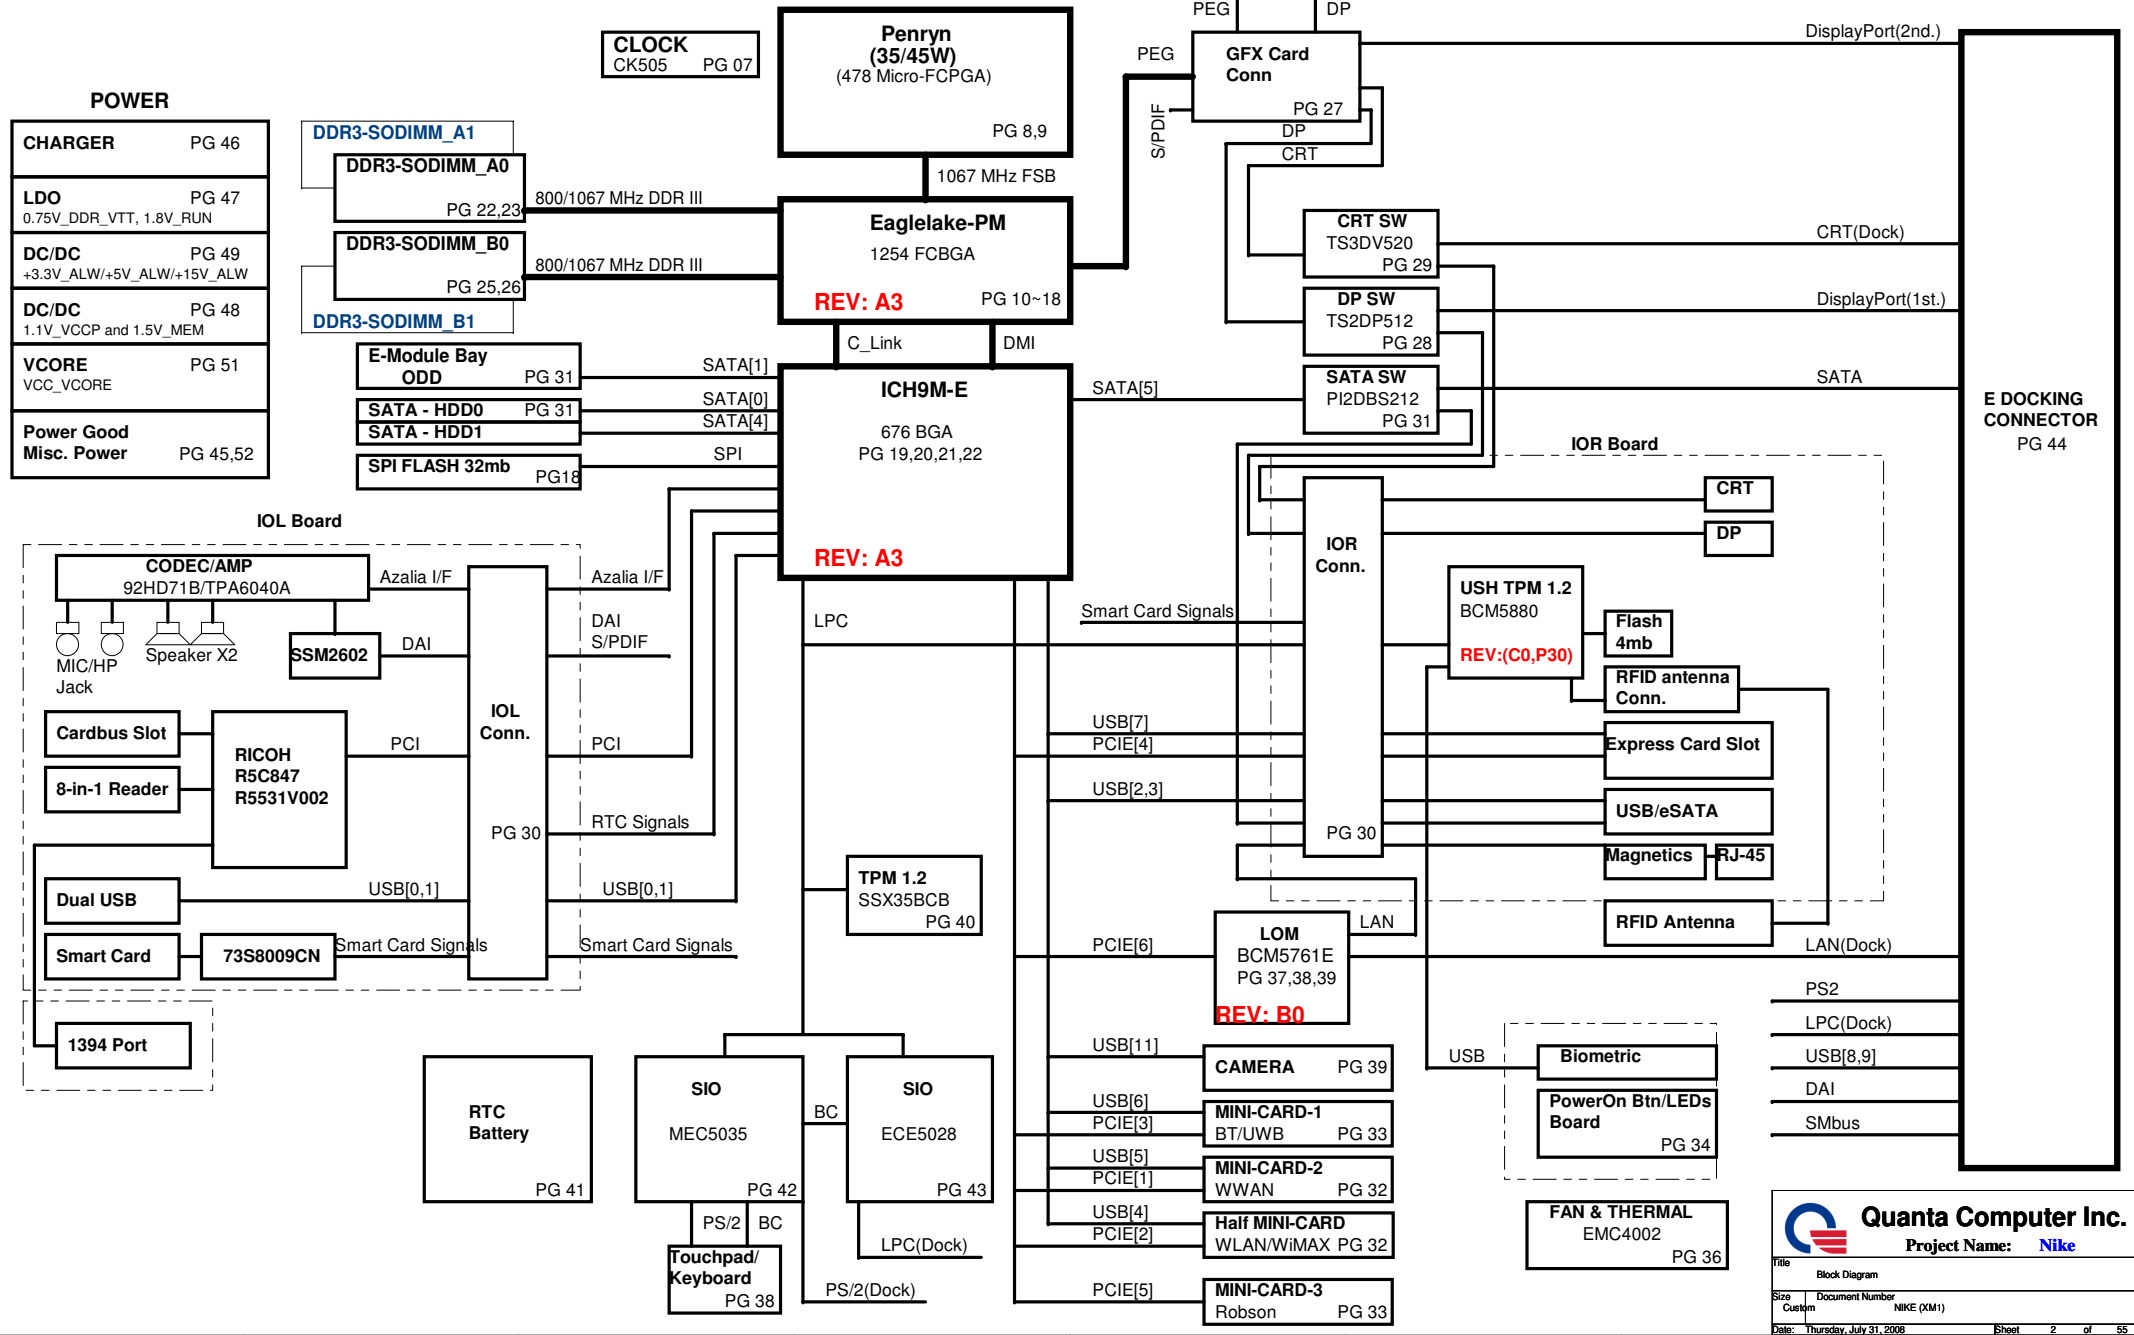 PEG
DP
CLOCK
CK505 PG 07
Penryn
(35/45W)
(478 Micro-FCPGA)
PG 8,9
PEG
GFX Card
Conn
PG 27
S/PDIF
DP
CRT
DisplayPort(2nd.)
POWER
CHARGER PG 46
LDO PG 47
0.75V_DDR_VTT, 1.8V_RUN
DC/DC PG 49
+3.3V_ALW/+5V_ALW/+15V_ALW
DC/DC PG 48
1.1V_VCCP and 1.5V_MEM
VCORE PG 51
VCC_VCORE
Power Good
Misc. Power PG 45,52
DDR3-SODIMM_A1
DDR3-SODIMM_A0
PG 22,23
800/1067 MHz DDR III
DDR3-SODIMM_B0
PG 25,26
800/1067 MHz DDR III
DDR3-SODIMM_B1
1067 MHz FSB
Eaglelake-PM
1254 FCBGA
REV: A3
PG 10~18
C_Link
DMI
CRT SW
TS3DV520
PG 29
CRT(Dock)
DP SW
TS2DP512
PG 28
DisplayPort(1st.)
SATA SW
PI2DBS212
PG 31
SATA
SATA[5]
E DOCKING
CONNECTOR
PG 44
E-Module Bay
ODD PG 31
SATA[1]
SATA - HDD0 PG 31
SATA[0]
SATA - HDD1
SATA[4]
SPI FLASH 32mb
PG18
SPI
ICH9M-E
676 BGA
PG 19,20,21,22
REV: A3
IOL Board
CODEC/AMP
92HD71B/TPA6040A
Azalia I/F
Azalia I/F
MIC/HP
Jack
Speaker X2
SSM2602
DAI
DAI
S/PDIF
IOL
Conn.
PG 30
Cardbus Slot
8-in-1 Reader
RICOH
R5C847
R5531V002
PCI
PCI
RTC Signals
Dual USB
USB[0,1]
USB[0,1]
Smart Card
73S8009CN
Smart Card Signals
Smart Card Signals
1394 Port
LPC
IOR Board
IOR
Conn.
PG 30
CRT
DP
USH TPM 1.2
BCM5880
REV:(C0,P30)
Flash
4mb
RFID antenna
Conn.
Smart Card Signals
USB[7]
PCIE[4]
Express Card Slot
USB[2,3]
USB/eSATA
Magnetics
RJ-45
RFID Antenna
TPM 1.2
SSX35BCB
PG 40
LAN
LOM
BCM5761E
PG 37,38,39
REV: B0
PCIE[6]
LAN(Dock)
PS2
LPC(Dock)
USB[8,9]
DAI
SMbus
RTC
Battery
PG 41
SIO
MEC5035
PG 42
BC
SIO
ECE5028
PG 43
PS/2
BC
Touchpad/
Keyboard
PG 38
LPC(Dock)
PS/2(Dock)
USB[11]
CAMERA PG 39
USB[6]
PCIE[3]
MINI-CARD-1
BT/UWB PG 33
USB[5]
PCIE[1]
MINI-CARD-2
WWAN PG 32
USB[4]
PCIE[2]
Half MINI-CARD
WLAN/WiMAX PG 32
PCIE[5]
MINI-CARD-3
Robson PG 33
USB
Biometric
PowerOn Btn/LEDs
Board
PG 34
FAN & THERMAL
EMC4002
PG 36
Quanta Computer Inc.
Project Name: Nike
Title
Block Diagram
Size Document Number
Custom NIKE (XM1)
Date: Thursday, July 31, 2008 Sheet 2 of 55